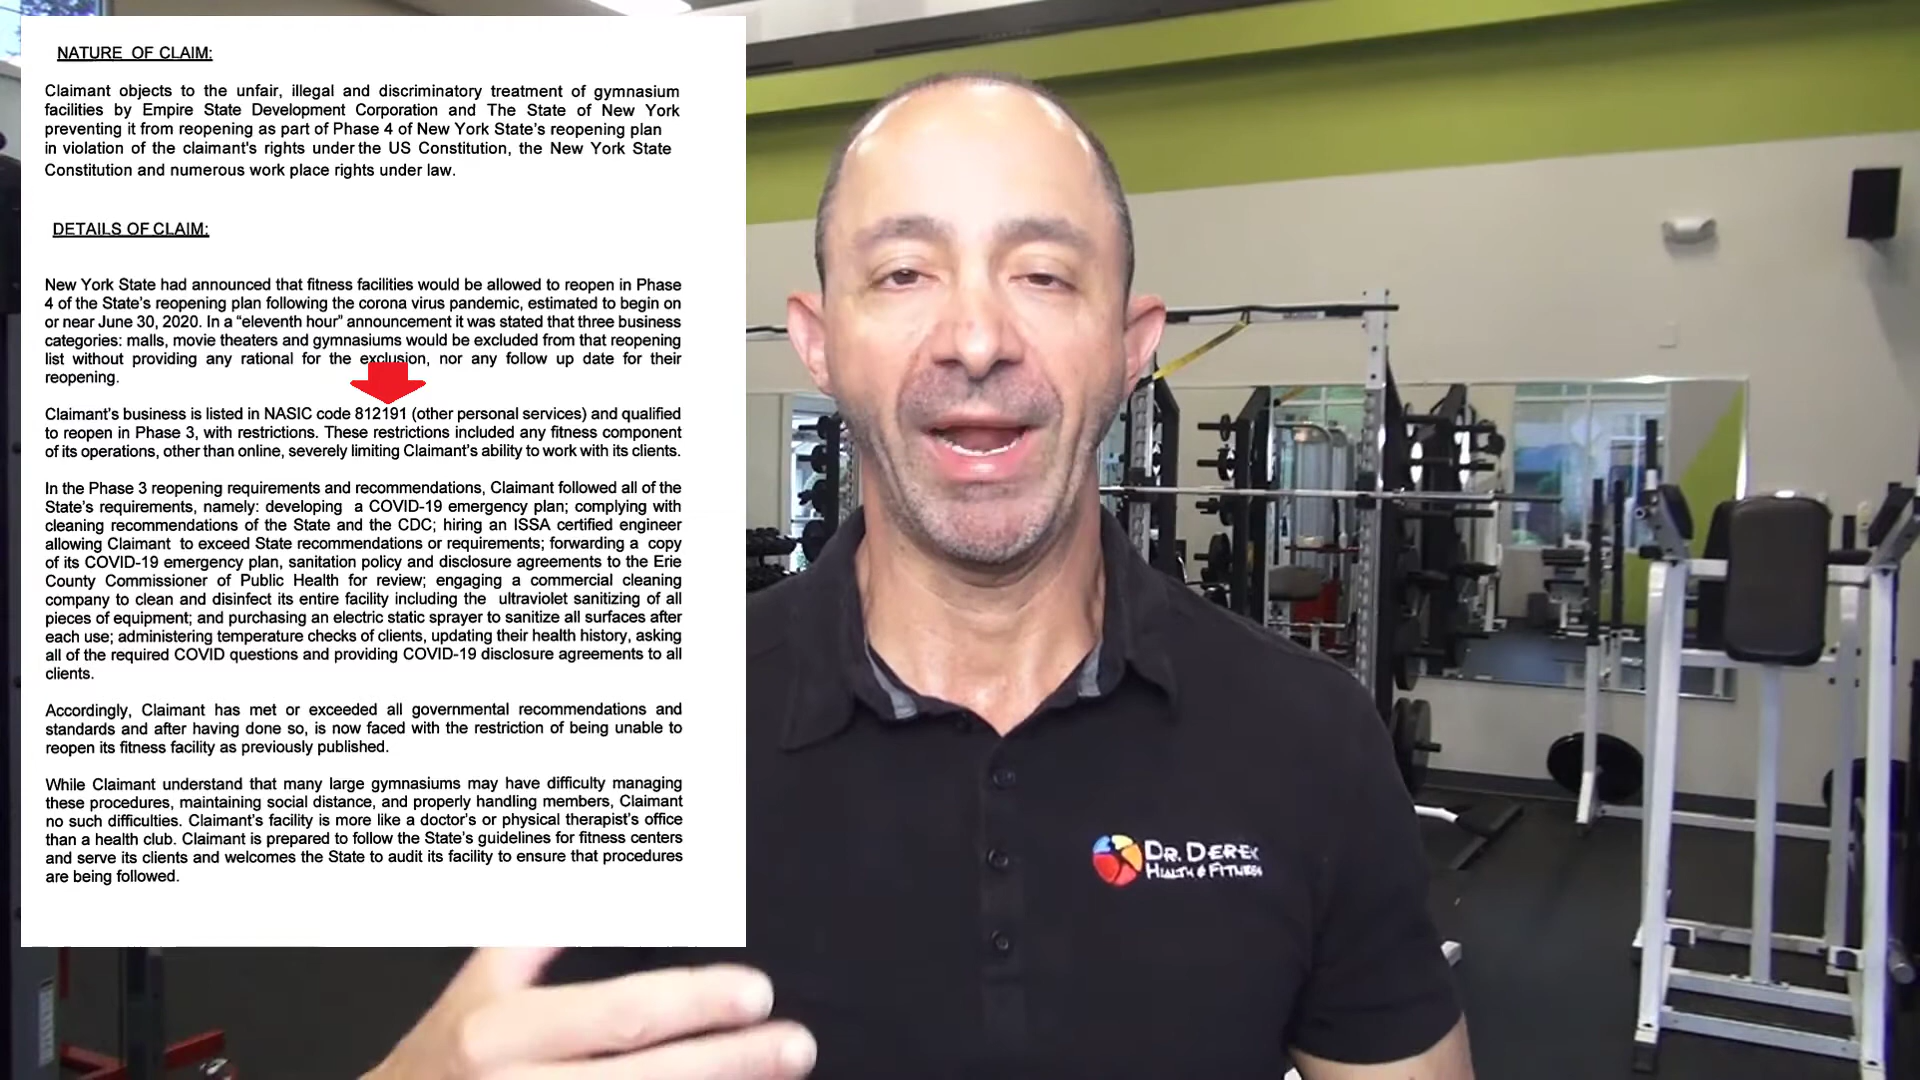 NATURE OF CLAIM:
Claimant objects to the unfair, illegal and discriminatory treatment of gymnasium
facilities by Empire State Development Corporation and The State of New York
preventing it from reopening as part of Phase 4 of New York State's reopening plan
in violation of the claimant's rights under the US Constitution, the New York State
Constitution and numerous work place rights under law.
DETAILS OF CLAIM:
New York State had announced that fitness facilities would be allowed to reopen in Phase
4 of the State's reopening plan following the corona virus pandemic, estimated to begin on
or near June 30, 2020. In a "eleventh hour" announcement it was stated that three business
categories: malls, movie theaters and gymnasiums would be excluded from that reopening
list without providing any rational for the exclusion, nor any follow up date for their
reopening.
Claimant's business is listed in NASIC code 812191 (other personal services) and qualified
to reopen in Phase 3, with restrictions. These restrictions included any fitness component
of its operations, other than online, severely limiting Claimant's ability to work with its clients.
In the Phase 3 reopening requirements and recommendations, Claimant followed all of the
State's requirements, namely: developing a COVID-19 emergency plan; complying with
cleaning recommendations of the State and the CDC; hiring an ISSA certified engineer
allowing Claimant to exceed State recommendations or requirements; forwarding a copy
of its COVID-19 emergency plan, sanitation policy and disclosure agreements to the Erie
County Commissioner of Public Health for review; engaging a commercial cleaning
company to clean and disinfect its entire facility including the ultraviolet sanitizing of all
pieces of equipment; and purchasing an electric static sprayer to sanitize all surfaces after
each use; administering temperature checks of clients, updating their health history, asking
all of the required COVID questions and providing COVID-19 disclosure agreements to all
clients.
Accordingly, Claimant has met or exceeded all governmental recommendations and
standards and after having done so, is now faced with the restriction of being unable to
reopen its fitness facility as previously published.
While Claimant understand that many large gymnasiums may have difficulty managing
these procedures, maintaining social distance, and properly handling members, Claimant
no such difficulties. Claimant's facility is more like a doctor's or physical therapist's office
than a health club. Claimant is prepared to follow the State's guidelines for fitness centers
and serve its clients and welcomes the State to audit its facility to ensure that procedures
are being followed.
DR. DEREK
HEALTH & FITNESS